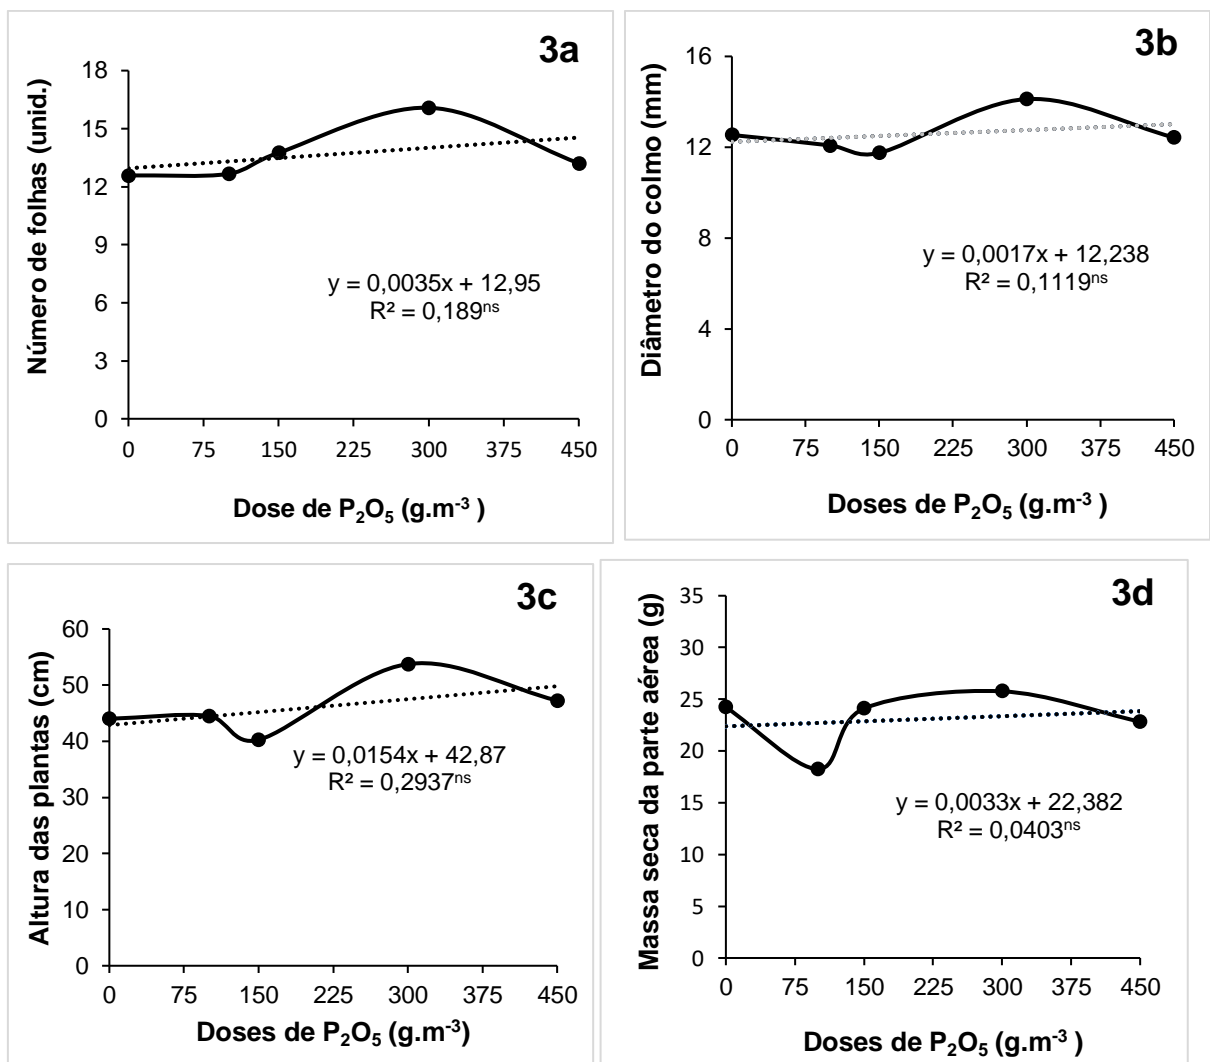 3a
Número de folhas (unid.)
18
15
12
9
6
3
0
y = 0,0035x + 12,95
R² = 0,189ns
0 75 150 225 300 375 450
Dose de P2O5 (g.m-3 )
3b
Diâmetro do colmo (mm)
16
12
8
4
0
y = 0,0017x + 12,238
R² = 0,1119ns
0 75 150 225 300 375 450
Doses de P2O5 (g.m-3 )
3c
Altura das plantas (cm)
60
50
40
30
20
10
0
y = 0,0154x + 42,87
R² = 0,2937ns
0 75 150 225 300 375 450
Doses de P2O5 (g.m-3)
3d
Massa seca da parte aérea (g)
35
30
25
20
15
10
5
0
y = 0,0033x + 22,382
R² = 0,0403ns
0 75 150 225 300 375 450
Doses de P2O5 (g.m-3 )